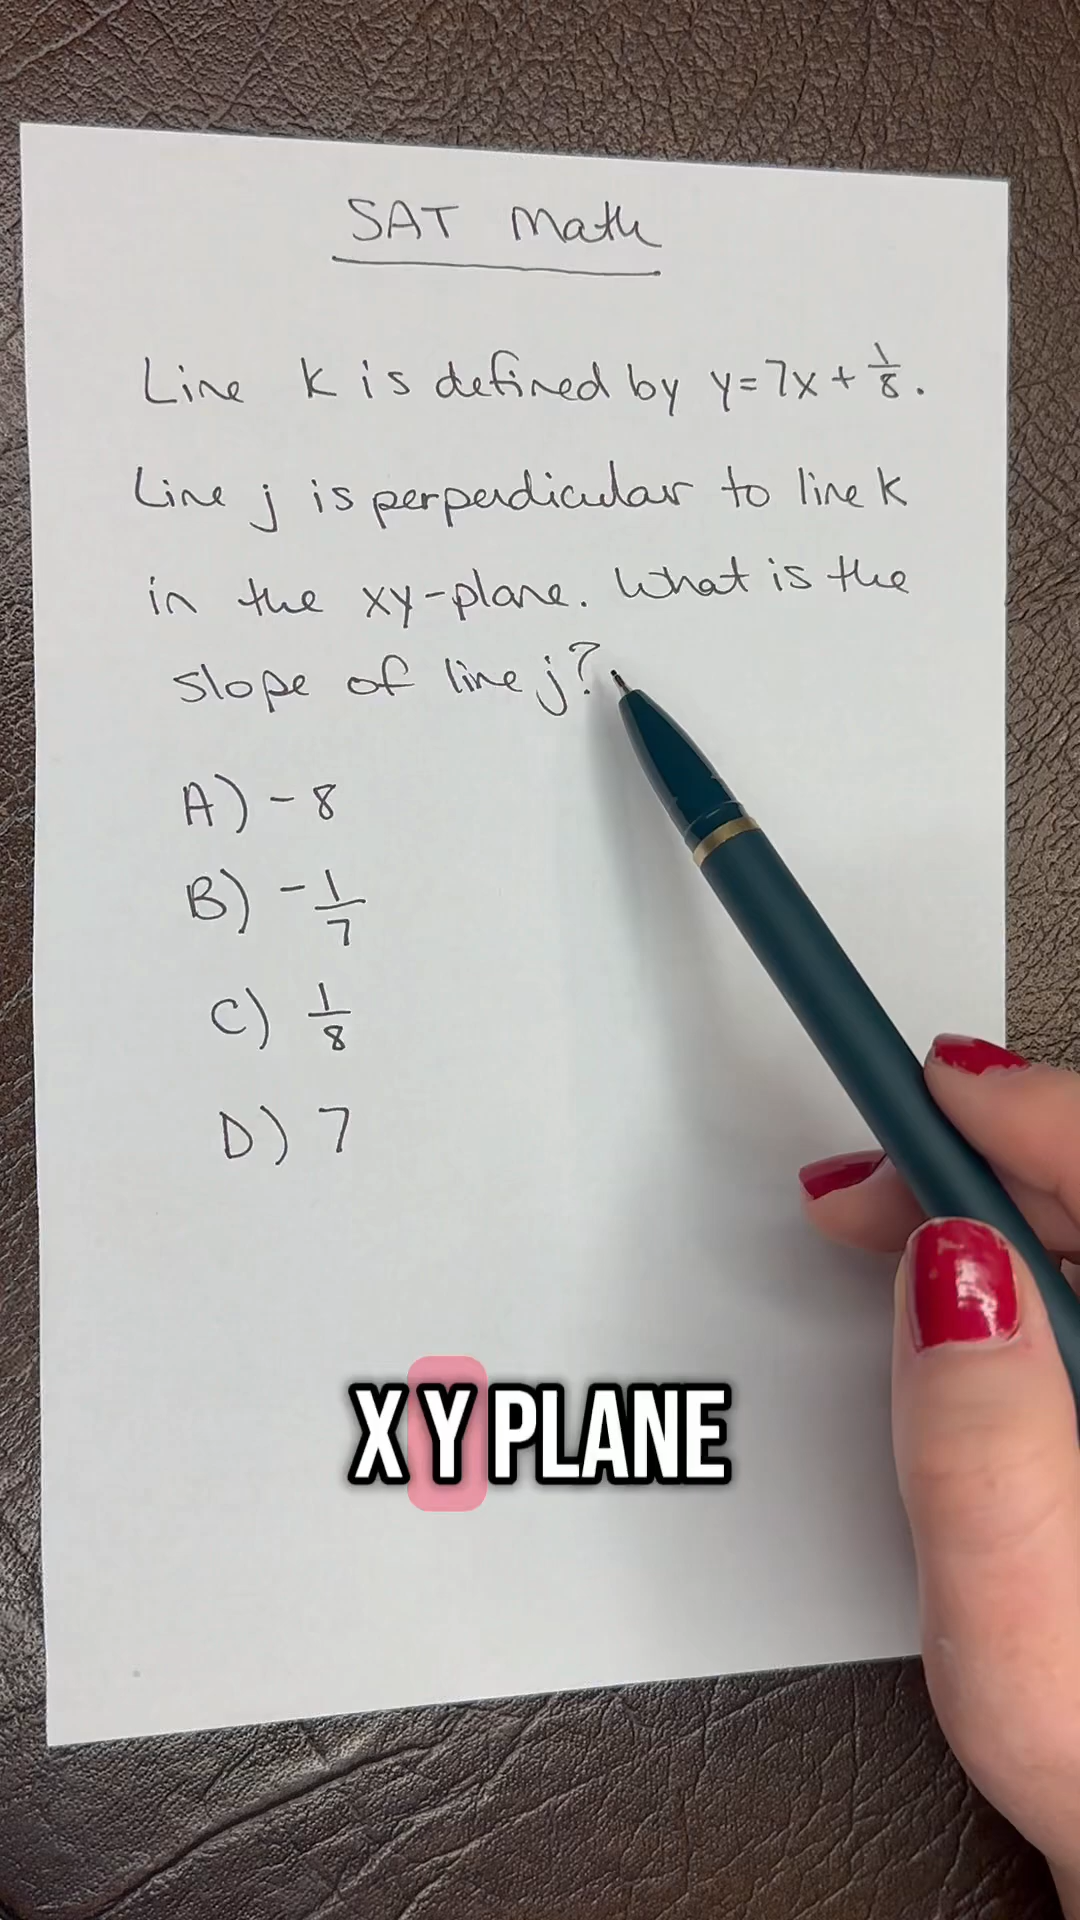 SAT Math
Line k is defined by y=7x+1/8.
Line j is perpendicular to line k
in the xy-plane. What is the
slope of line j?
A) -8
B) -1/7
C) 1/8
D) 7
X Y PLANE